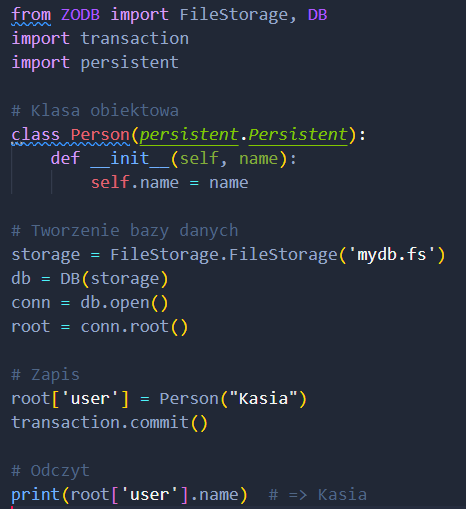 from ZODB import FileStorage, DB
import transaction
import persistent
# Klasa obiektowa
class Person(persistent.Persistent):
def __init__(self, name):
self.name = name
# Tworzenie bazy danych
storage = FileStorage.FileStorage('mydb.fs')
db = DB(storage)
conn = db.open()
root = conn.root()
# Zapis
root['user'] = Person("Kasia")
transaction.commit()
# Odczyt
print(root['user'].name)  # => Kasia